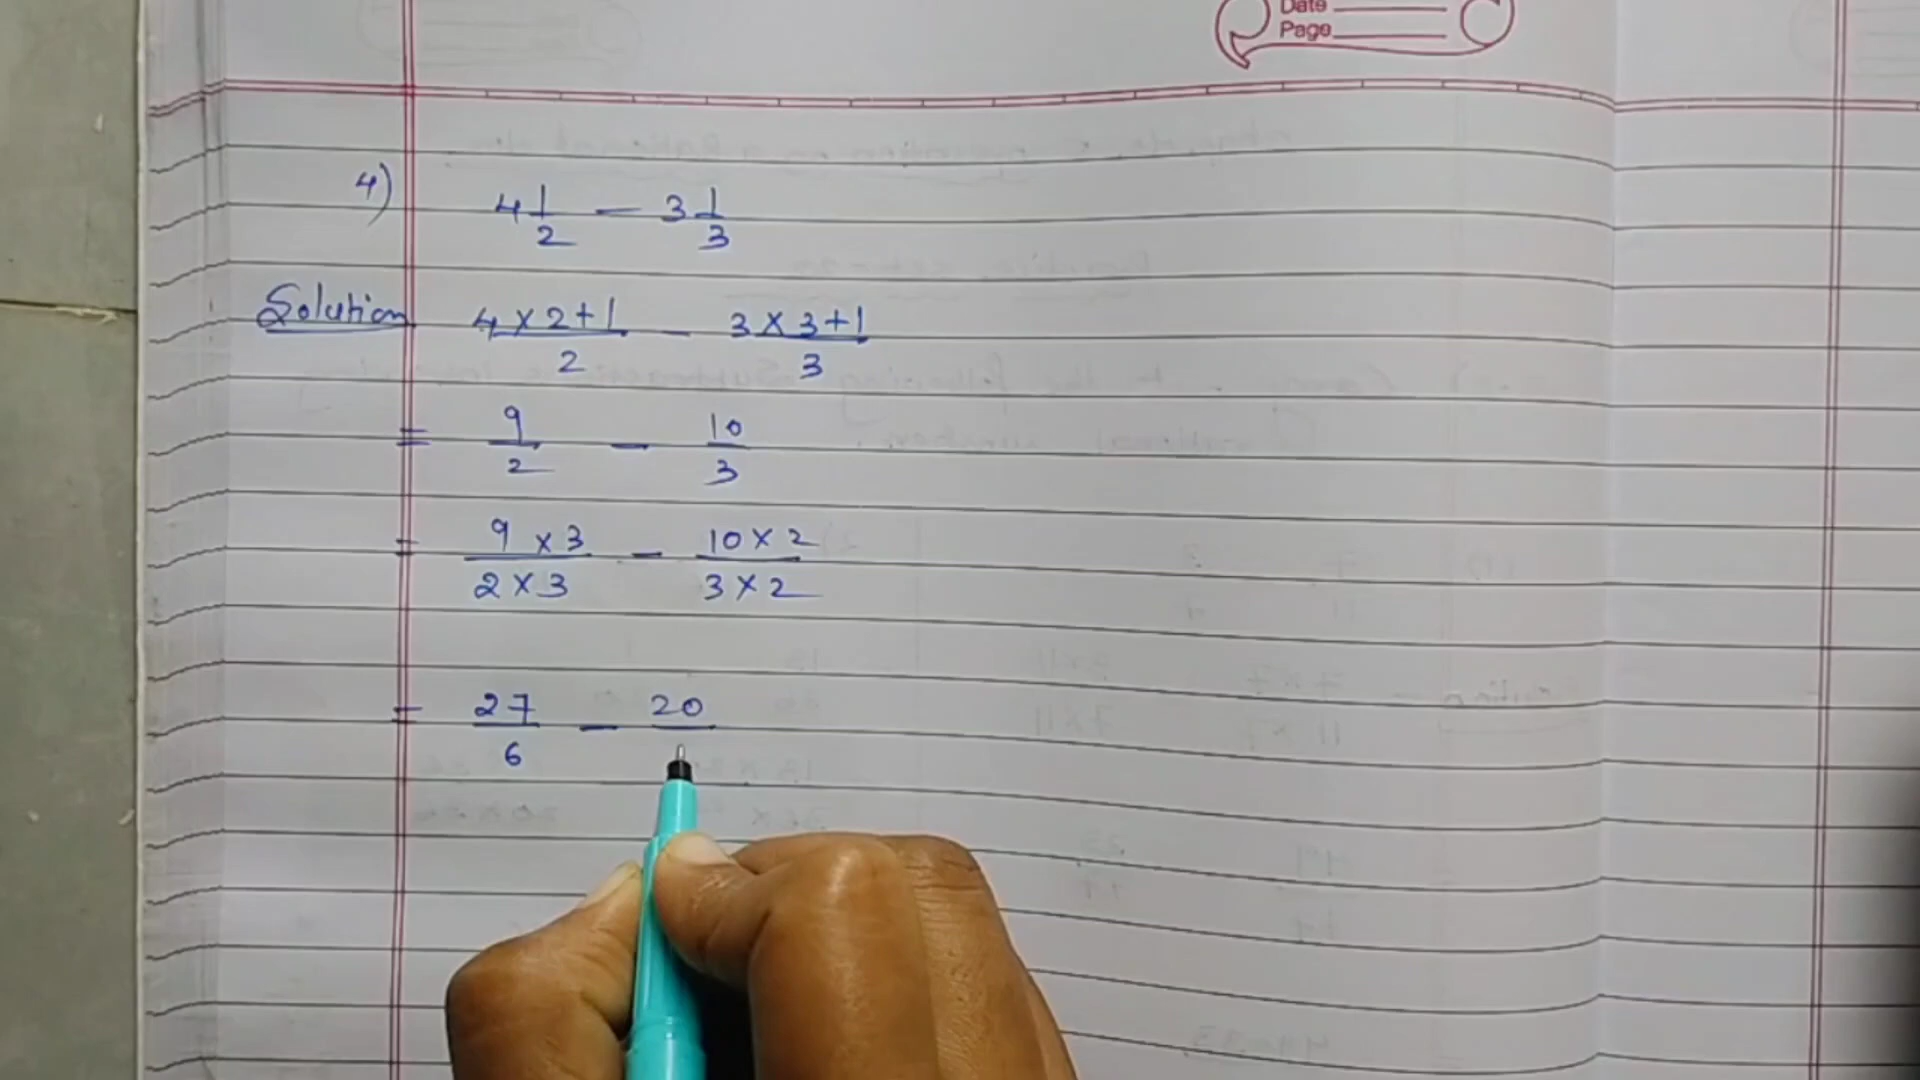 Date
Page
4) 4 1/2 - 3 1/3
Solution 4 × 2 + 1 / 2 - 3 × 3 + 1 / 3
= 9/2 - 10/3
= 9 × 3 / 2 × 3 - 10 × 2 / 3 × 2
= 27/6 - 20/